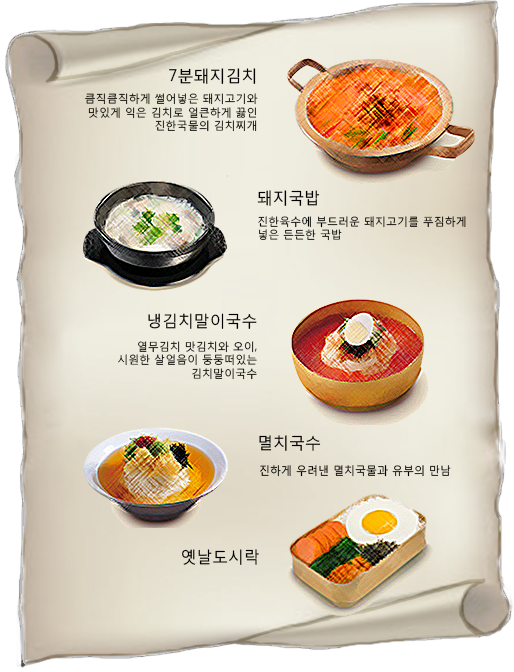 7분돼지김치
큼직큼직하게 썰어넣은 돼지고기와
맛있게 익은 김치로 얼큰하게 끓인
진한국물의 김치찌개
돼지국밥
진한육수에 부드러운 돼지고기를 푸짐하게
넣은 든든한 국밥
냉김치말이국수
열무김치 맛김치와 오이,
시원한 살얼음이 둥둥떠있는
김치말이국수
멸치국수
진하게 우려낸 멸치국물과 유부의 만남
옛날도시락